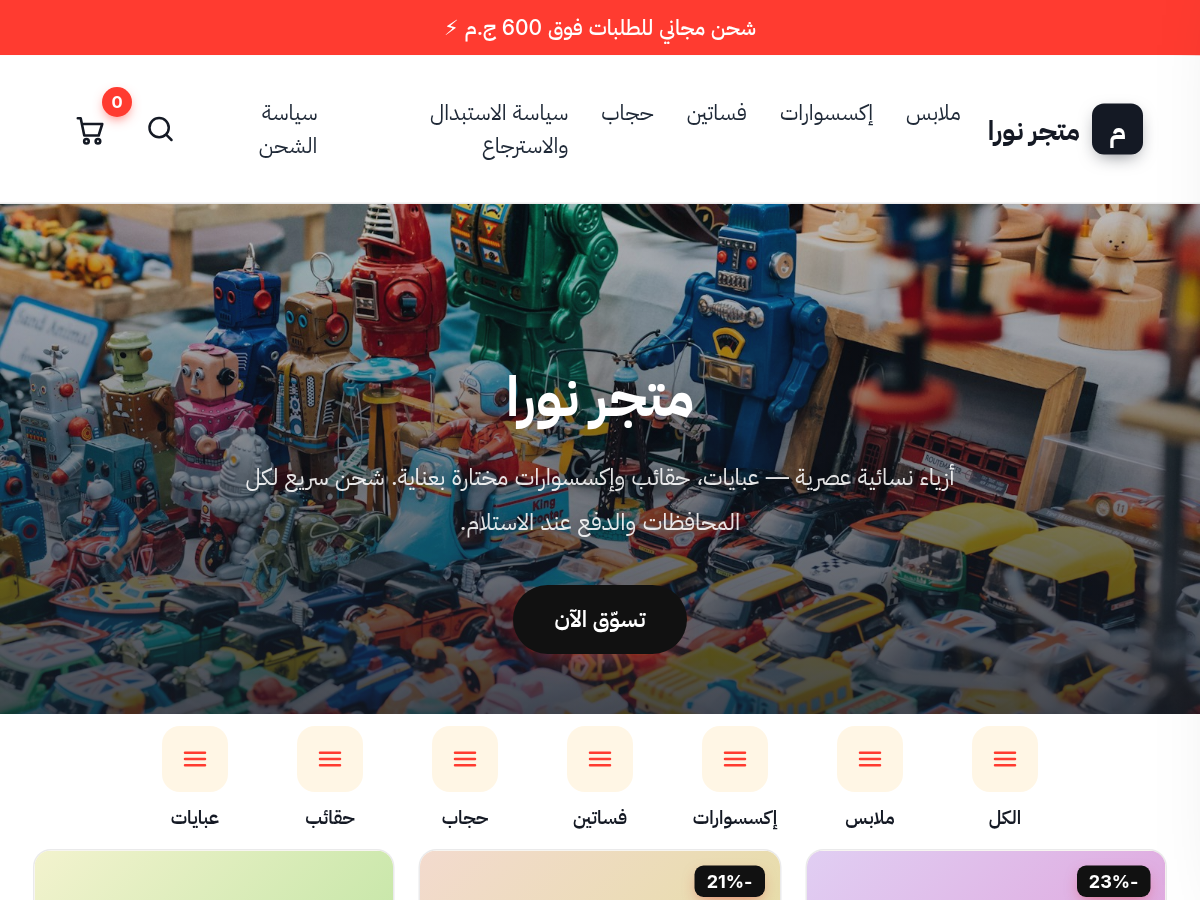 شحن مجاني للطلبات فوق 600 ج.م ⚡
م
متجر نورا
ملابس
إكسسوارات
فساتين
حجاب
سياسة الاستبدال
والاسترجاع
سياسة
الشحن
0
متجر نورا
أزياء نسائية عصرية — عبايات، حقائب وإكسسوارات مختارة بعناية. شحن سريع لكل
المحافظات والدفع عند الاستلام.
تسوّق الآن
الكل
ملابس
إكسسوارات
فساتين
حجاب
حقائب
عبايات
-23%
-21%